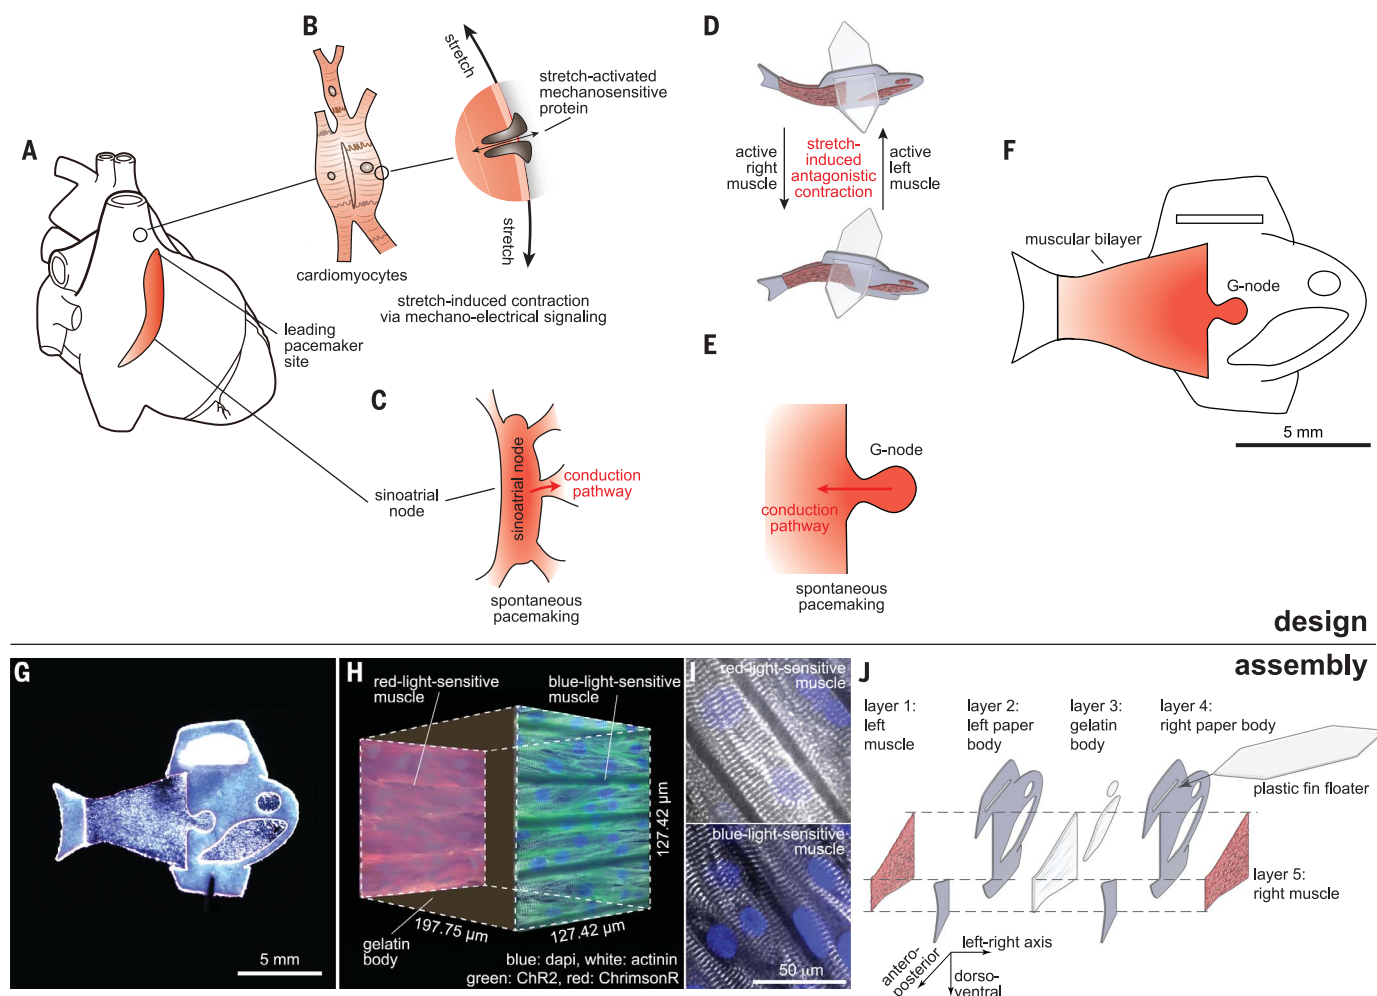 A
B
stretch
stretch-activated
mechanosensitive
protein
stretch
cardiomyocytes
stretch-induced contraction
via mechano-electrical signaling
leading
pacemaker
site
C
sinoatrial node
conduction
pathway
sinoatrial
node
spontaneous
pacemaking
D
active
right
muscle
stretch-
induced
antagonistic
contraction
active
left
muscle
E
G-node
conduction
pathway
spontaneous
pacemaking
F
muscular bilayer
G-node
5 mm
design
assembly
G
5 mm
H
red-light-sensitive
muscle
blue-light-sensitive
muscle
127.42 µm
197.75 µm
127.42 µm
gelatin
body
blue: dapi, white: actinin
green: ChR2, red: ChrimsonR
I
red-light-sensitive
muscle
blue-light-sensitive
muscle
50 µm
J
layer 1:
left
muscle
layer 2:
left paper
body
layer 3:
gelatin
body
layer 4:
right paper body
plastic fin floater
layer 5:
right muscle
left-right axis
antero-
posterior
dorso-
ventral